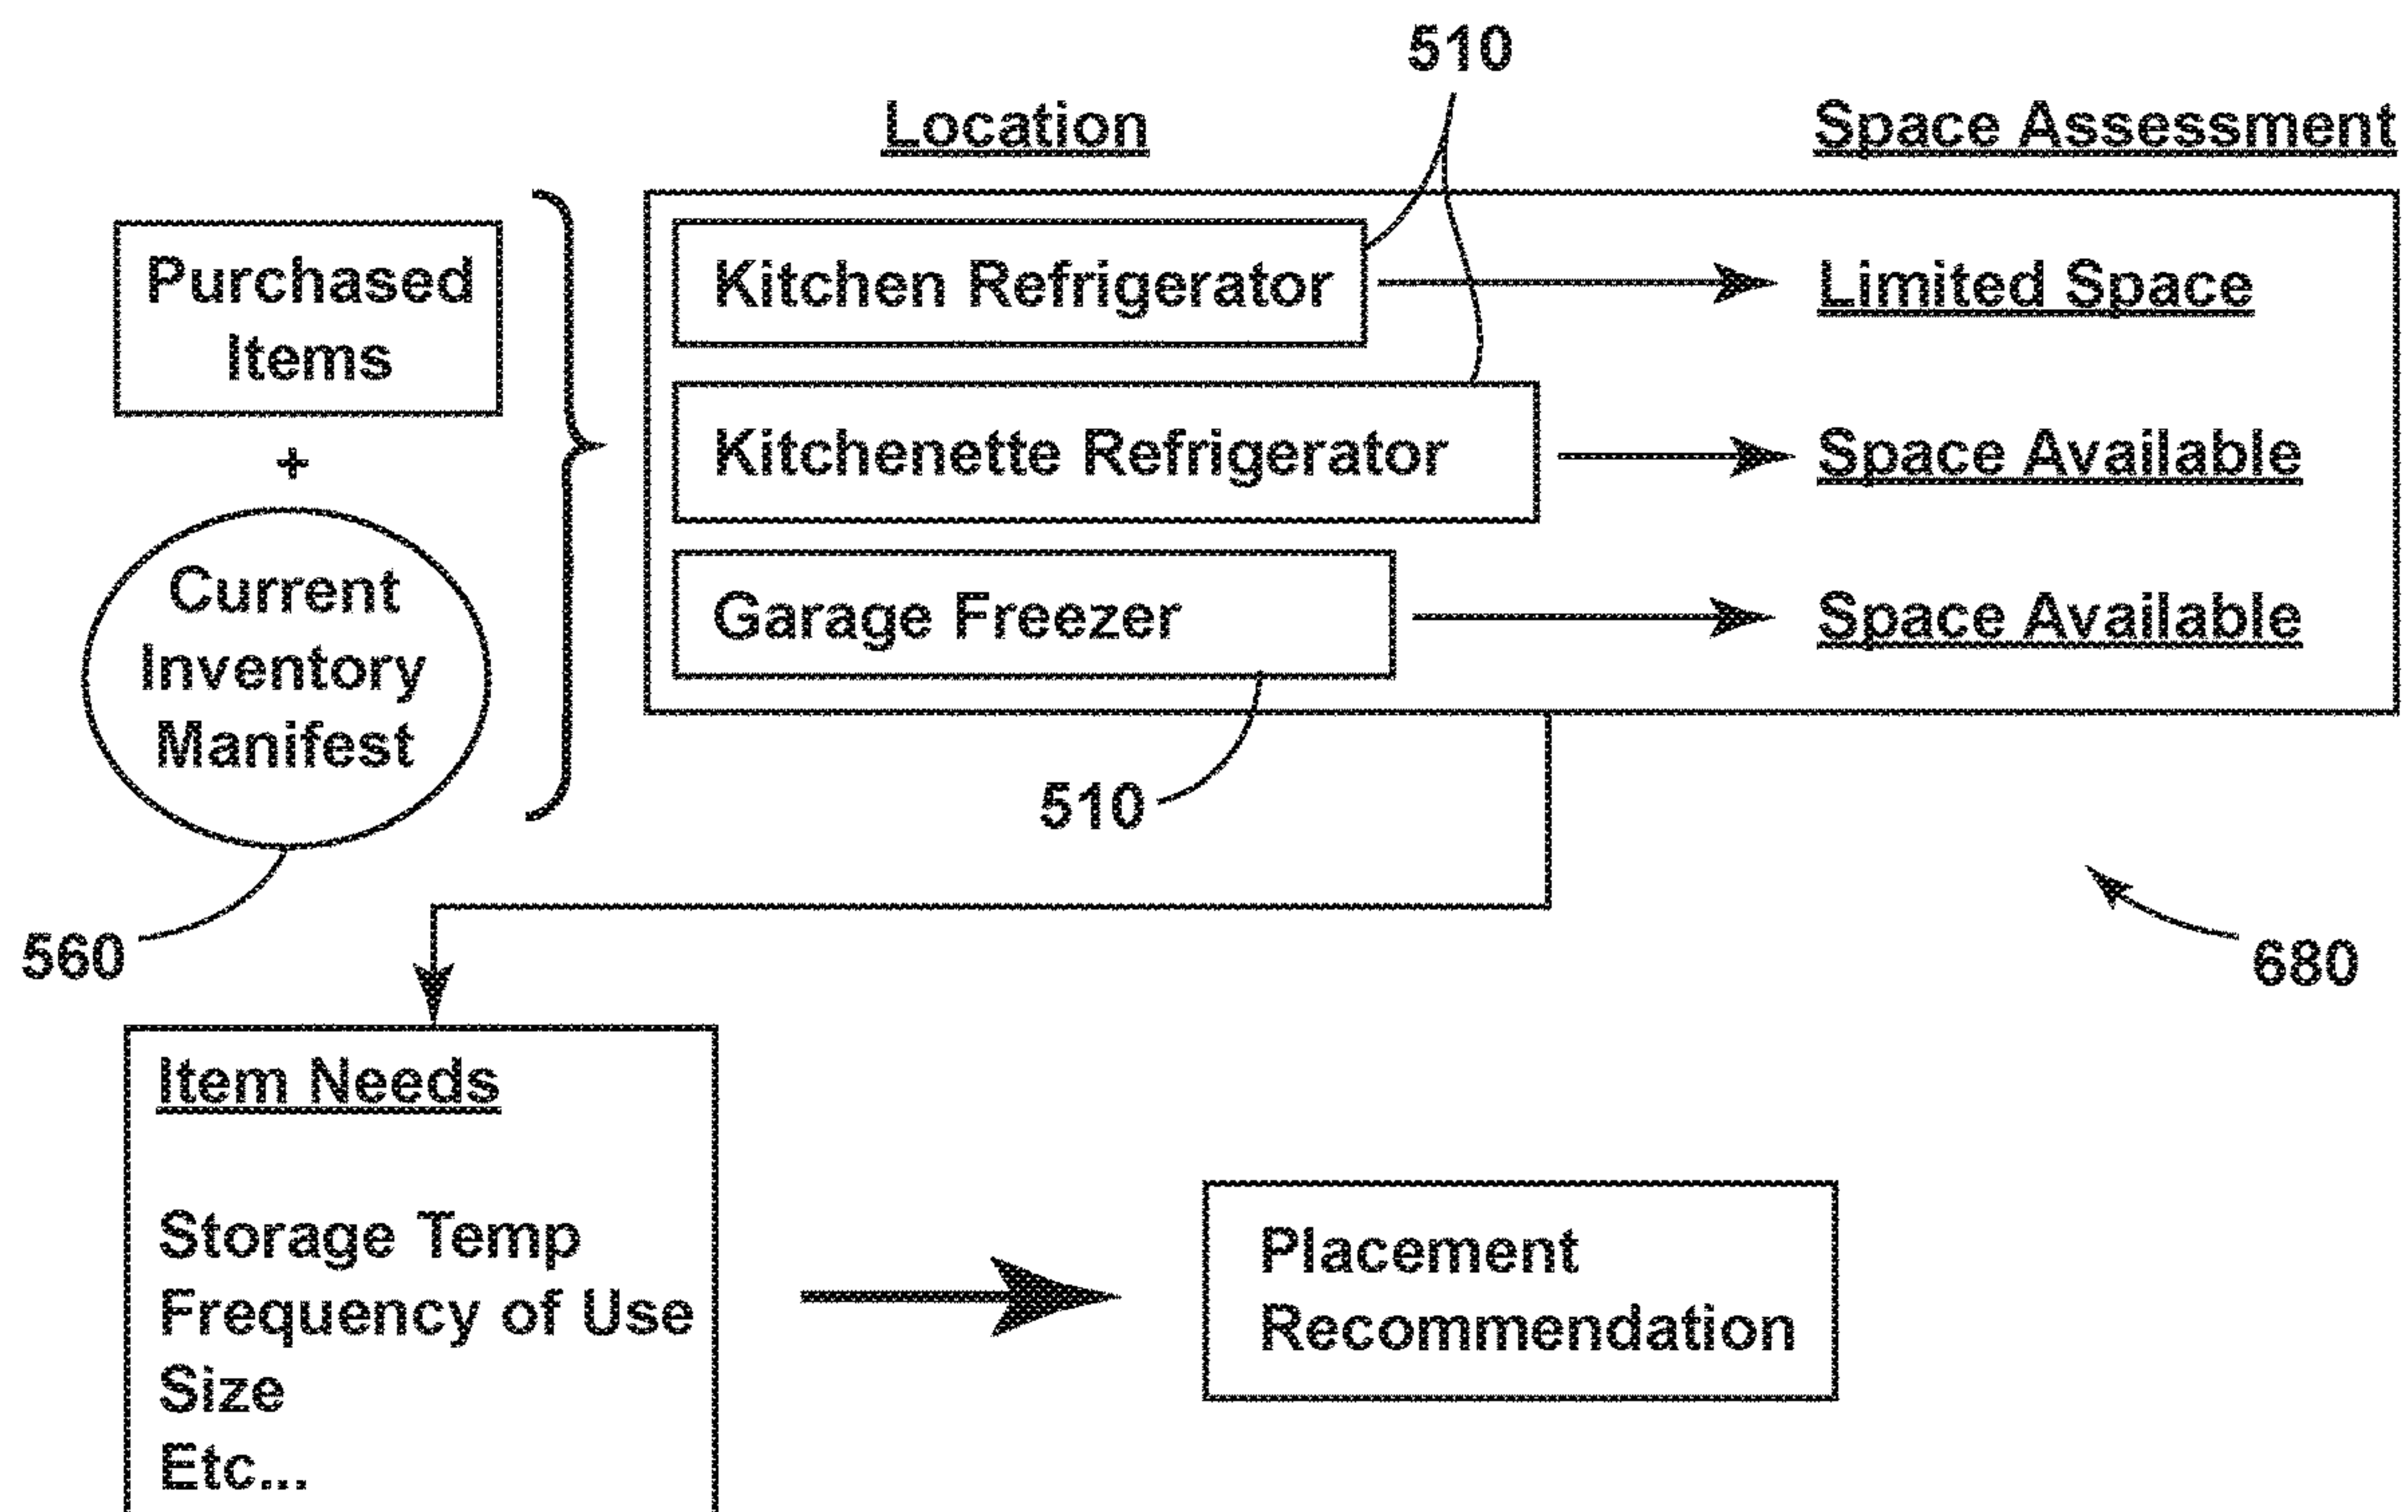 510
Location
Space Assessment
Purchased
Items
+
Current
Inventory
Manifest
560
Kitchen Refrigerator
Limited Space
Kitchenette Refrigerator
Space Available
Garage Freezer
Space Available
510
680
Item Needs
Storage Temp
Frequency of Use
Size
Etc...
Placement
Recommendation